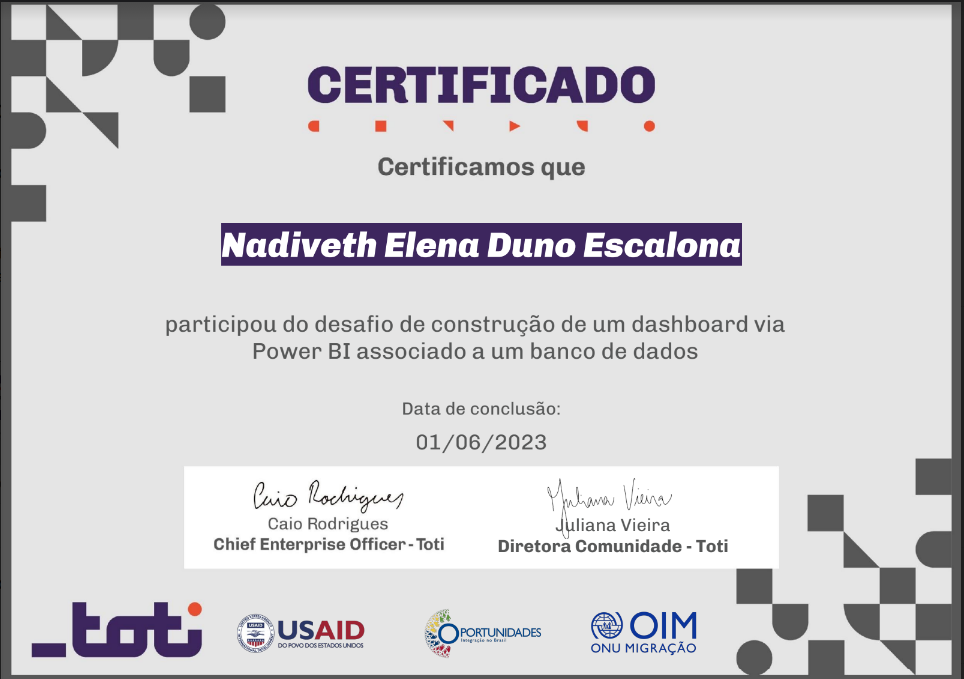 CERTIFICADO
Certificamos que
Nadiveth Elena Duno Escalona
participou do desafio de construção de um dashboard via
Power BI associado a um banco de dados
Data de conclusão:
01/06/2023
Caio Rodrigues
Caio Rodrigues
Chief Enterprise Officer - Toti
Juliana Vieira
Juliana Vieira
Diretora Comunidade - Toti
_toti
USAID
USAID
DO POVO DOS ESTADOS UNIDOS
OPORTUNIDADES
Integração no Brasil
OIM
ONU MIGRAÇÃO